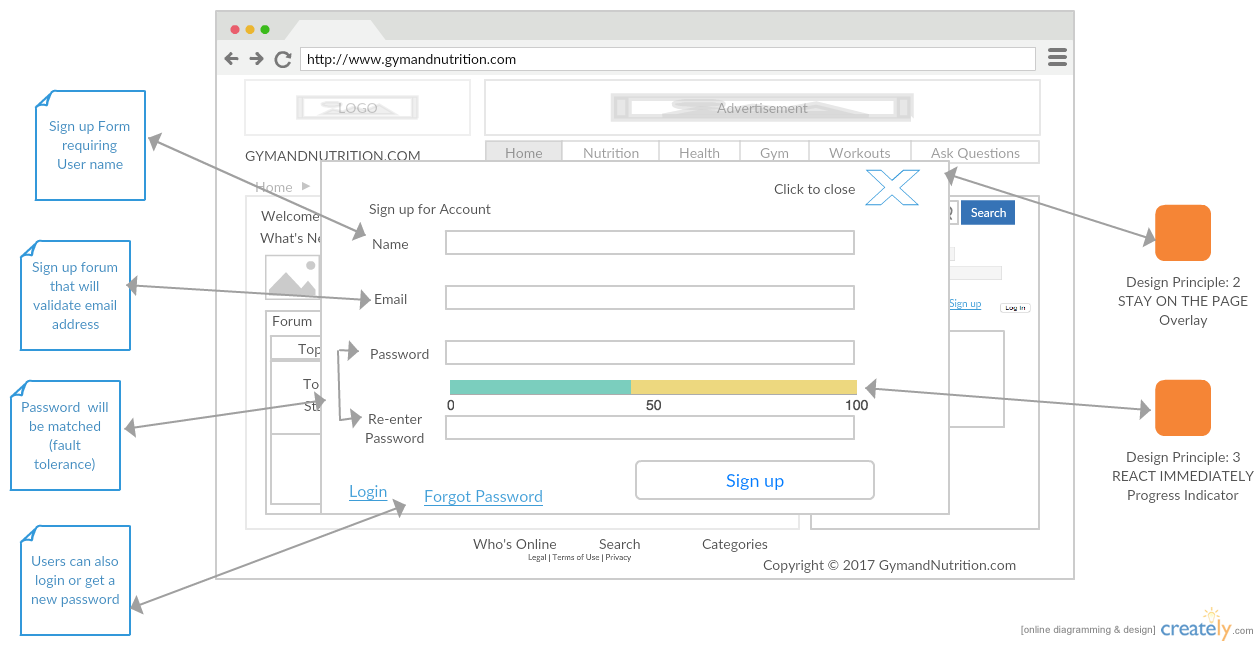 http://www.gymandnutrition.com
LOGO
Advertisement
GYMANDNUTRITION.COM
Home
Nutrition
Health
Gym
Workouts
Ask Questions
Home
Click to close
Search
Welcome
What's Ne
Sign up for Account
Name
Email
Password
0
50
100
Re-enter
Password
Sign up
Login
Forgot Password
Sign up
Log In
Forum
Top
To
Who's Online
Search
Categories
Legal | Terms of Use | Privacy
Copyright © 2017 GymandNutrition.com
Sign up Form
requiring
User name
Sign up forum
that will
validate email
address
Password will
be matched
(fault
tolerance)
Users can also
login or get a
new password
Design Principle: 2
STAY ON THE PAGE
Overlay
Design Principle: 3
REACT IMMEDIATELY
Progress Indicator
[online diagramming & design] creately.com